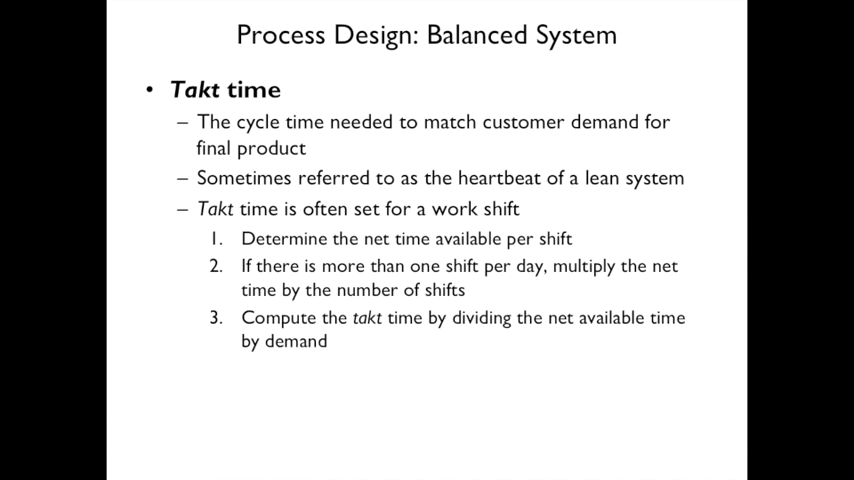 Process Design: Balanced System
• Takt time
– The cycle time needed to match customer demand for
final product
– Sometimes referred to as the heartbeat of a lean system
– Takt time is often set for a work shift
1. Determine the net time available per shift
2. If there is more than one shift per day, multiply the net
time by the number of shifts
3. Compute the takt time by dividing the net available time
by demand